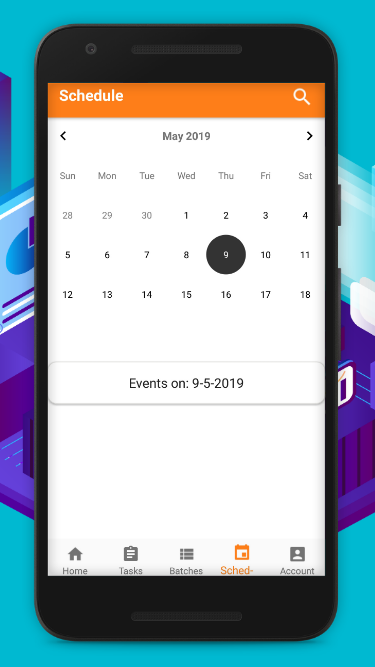 Schedule
May 2019
Sun Mon Tue Wed Thu Fri Sat
28 29 30 1 2 3 4
5 6 7 8 9 10 11
12 13 14 15 16 17 18
Events on: 9-5-2019
Home Tasks Batches Sched- Account